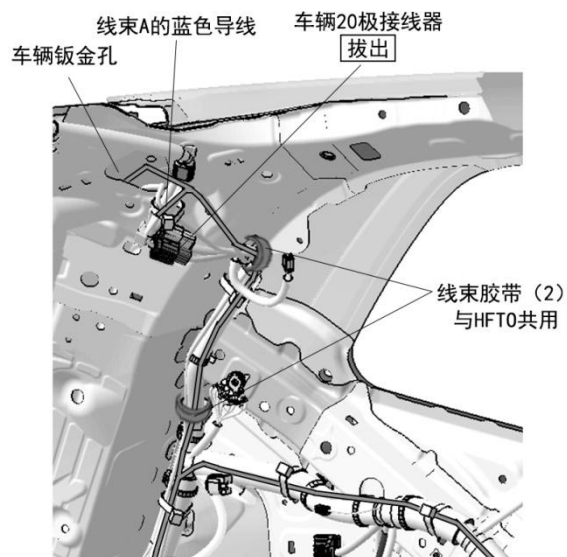 线束A的蓝色导线
车辆20极接线器
拔出
车辆钣金孔
线束胶带（2）
与HFTO共用